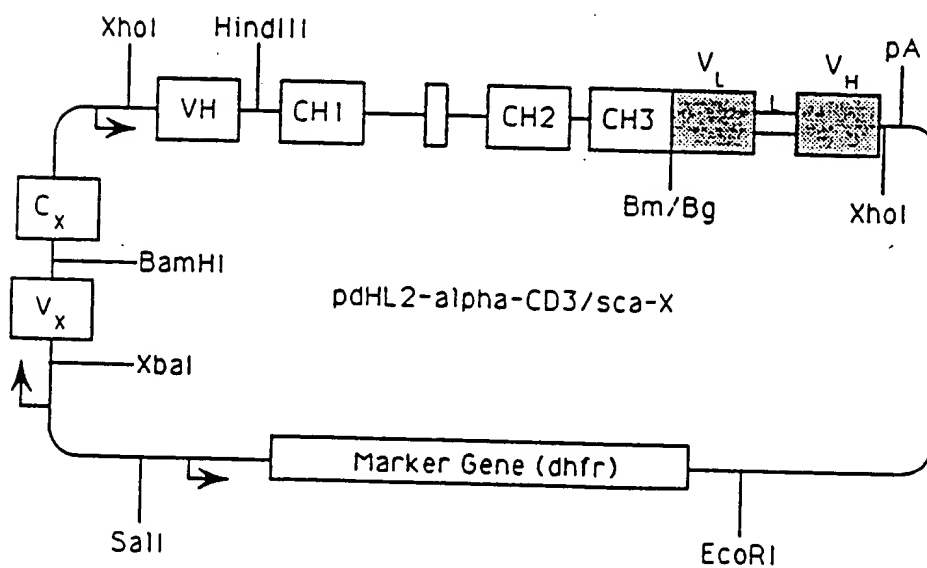 XhoI HindIII
V_L V_H pA
VH CH1 CH2 CH3
Bm/Bg XhoI
C_X
BamHI
V_X
pdHL2-alpha-CD3/sca-X
XbaI
Marker Gene (dhfr)
SalI
EcoRI